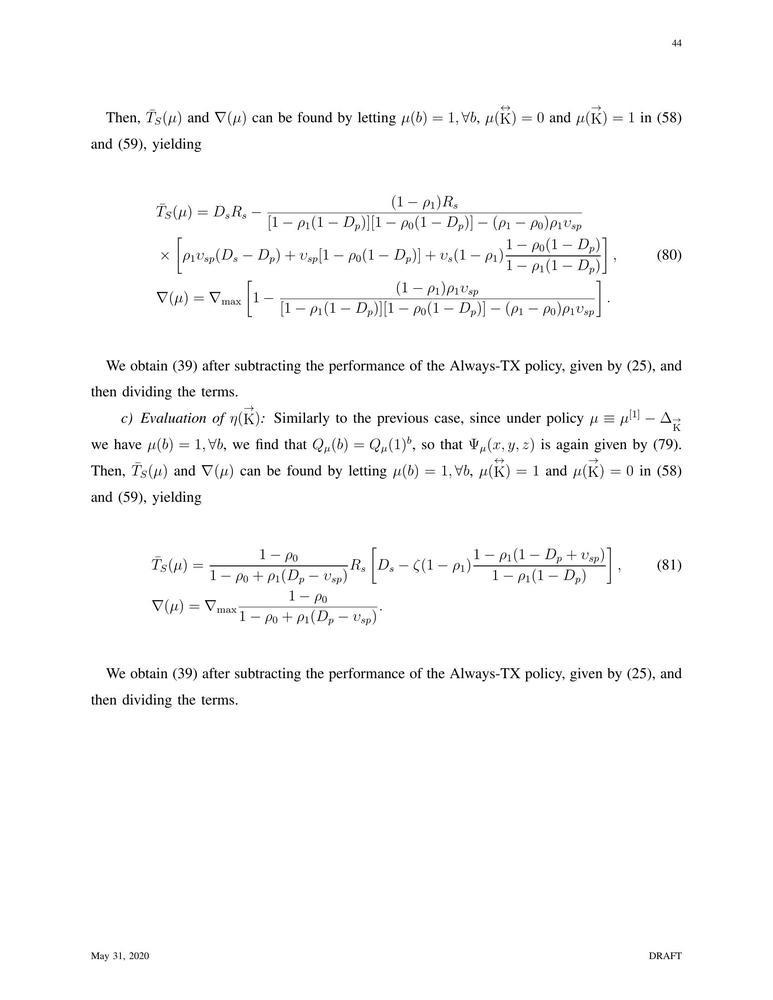 44
Then, $\bar{T}_S(\mu)$ and $\nabla(\mu)$ can be found by letting $\mu(b) = 1, \forall b$, $\mu(\overset{\leftrightarrow}{\mathrm{K}}) = 0$ and $\mu(\overset{\rightarrow}{\mathrm{K}}) = 1$ in (58)
and (59), yielding
$\bar{T}_S(\mu) = D_s R_s - \frac{(1 - \rho_1) R_s}{[1 - \rho_1(1 - D_p)][1 - \rho_0(1 - D_p)] - (\rho_1 - \rho_0)\rho_1 \upsilon_{sp}}$
$\times \left[ \rho_1 \upsilon_{sp}(D_s - D_p) + \upsilon_{sp}[1 - \rho_0(1 - D_p)] + \upsilon_s(1 - \rho_1) \frac{1 - \rho_0(1 - D_p)}{1 - \rho_1(1 - D_p)} \right],$ (80)
$\nabla(\mu) = \nabla_{\max} \left[ 1 - \frac{(1 - \rho_1)\rho_1 \upsilon_{sp}}{[1 - \rho_1(1 - D_p)][1 - \rho_0(1 - D_p)] - (\rho_1 - \rho_0)\rho_1 \upsilon_{sp}} \right].$
We obtain (39) after subtracting the performance of the Always-TX policy, given by (25), and
then dividing the terms.
c) Evaluation of $\eta(\overset{\rightarrow}{\mathrm{K}})$: Similarly to the previous case, since under policy $\mu \equiv \mu^{[1]} - \Delta_{\overset{\rightarrow}{\mathrm{K}}}$
we have $\mu(b) = 1, \forall b$, we find that $Q_\mu(b) = Q_\mu(1)^b$, so that $\Psi_\mu(x, y, z)$ is again given by (79).
Then, $\bar{T}_S(\mu)$ and $\nabla(\mu)$ can be found by letting $\mu(b) = 1, \forall b$, $\mu(\overset{\leftrightarrow}{\mathrm{K}}) = 1$ and $\mu(\overset{\rightarrow}{\mathrm{K}}) = 0$ in (58)
and (59), yielding
$\bar{T}_S(\mu) = \frac{1 - \rho_0}{1 - \rho_0 + \rho_1(D_p - \upsilon_{sp})} R_s \left[ D_s - \zeta(1 - \rho_1) \frac{1 - \rho_1(1 - D_p + \upsilon_{sp})}{1 - \rho_1(1 - D_p)} \right],$ (81)
$\nabla(\mu) = \nabla_{\max} \frac{1 - \rho_0}{1 - \rho_0 + \rho_1(D_p - \upsilon_{sp})}.$
We obtain (39) after subtracting the performance of the Always-TX policy, given by (25), and
then dividing the terms.
May 31, 2020 DRAFT